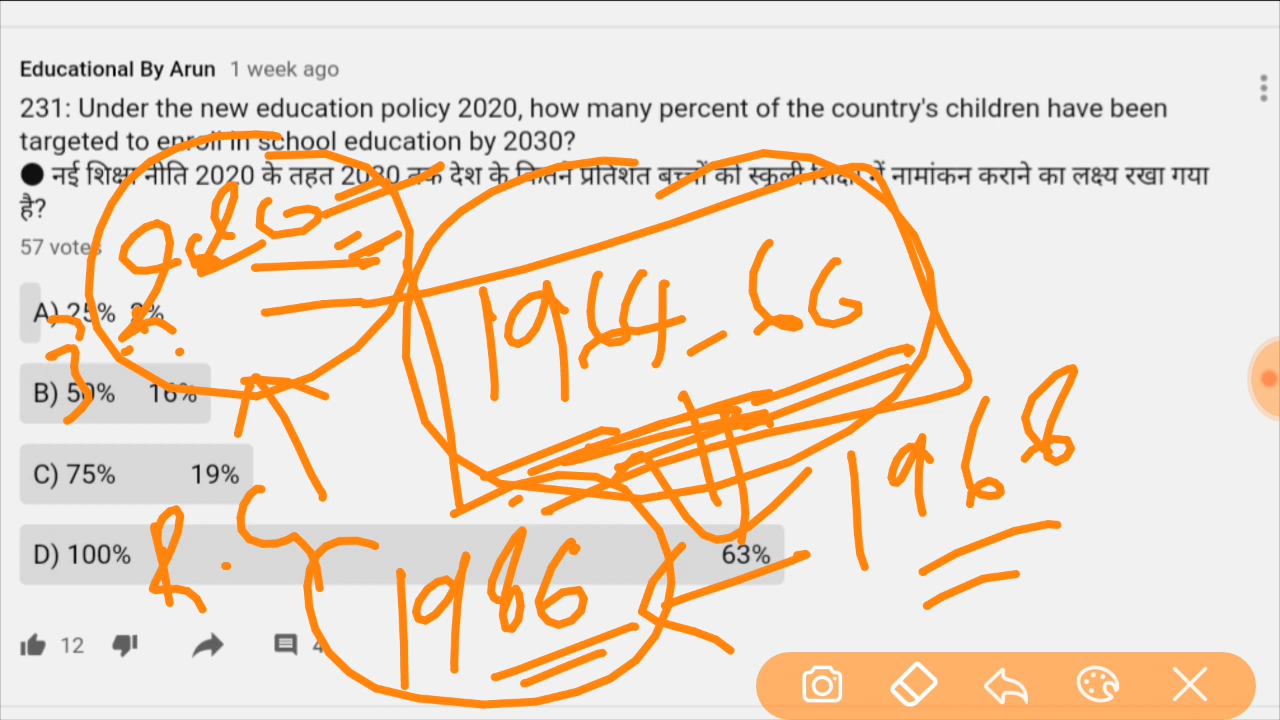 Educational By Arun 1 week ago
231: Under the new education policy 2020, how many percent of the country's children have been
targeted to enroll in school education by 2030?
● नई शिक्षा नीति 2020 के तहत 2030 तक देश के कितने प्रतिशत बच्चों को स्कूली शिक्षा में नामांकन कराने का लक्ष्य रखा गया
है?
57 votes
1964-66
A) 25%
B) 50% 16%
1968
C) 75% 19%
D) 100% 63%
1986
12